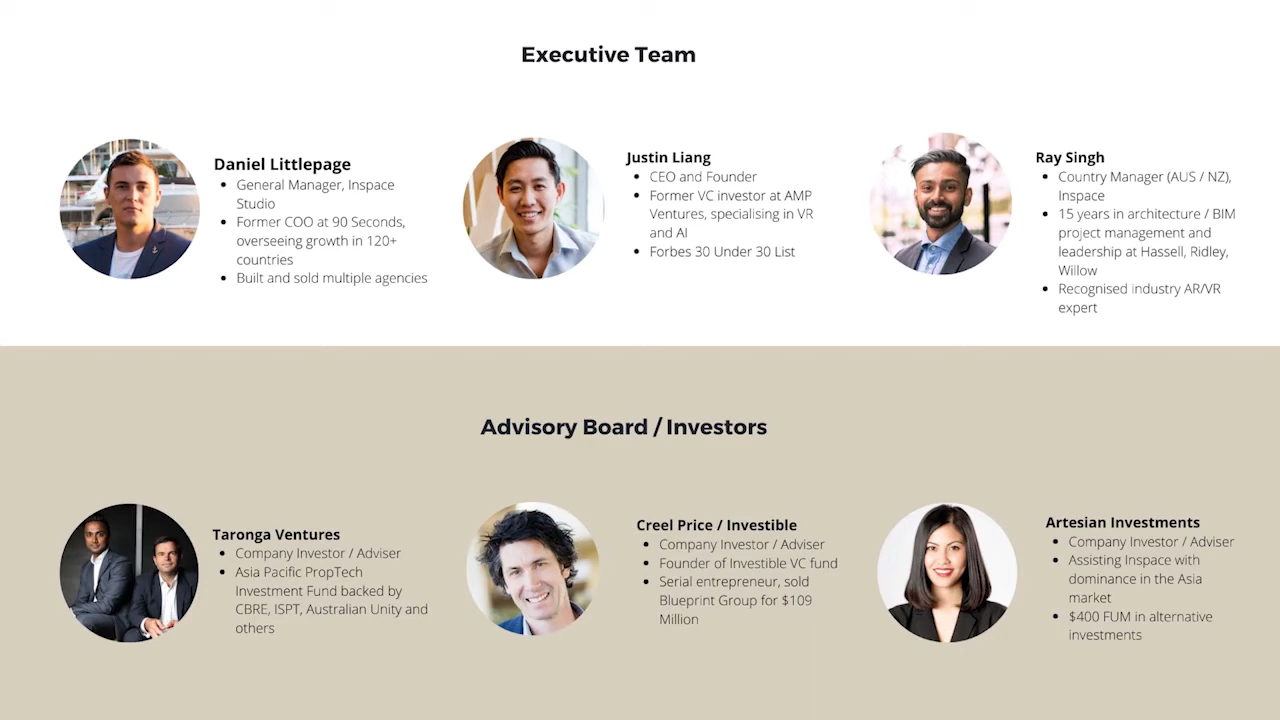 Executive Team
Daniel Littlepage
• General Manager, Inspace
Studio
• Former COO at 90 Seconds,
overseeing growth in 120+
countries
• Built and sold multiple agencies
Justin Liang
• CEO and Founder
• Former VC investor at AMP
Ventures, specialising in VR
and AI
• Forbes 30 Under 30 List
Ray Singh
• Country Manager (AUS / NZ),
Inspace
• 15 years in architecture / BIM
project management and
leadership at Hassell, Ridley,
Willow
• Recognised industry AR/VR
expert
Advisory Board / Investors
Taronga Ventures
• Company Investor / Adviser
• Asia Pacific PropTech
Investment Fund backed by
CBRE, ISPT, Australian Unity and
others
Creel Price / Investible
• Company Investor / Adviser
• Founder of Investible VC fund
• Serial entrepreneur, sold
Blueprint Group for $109
Million
Artesian Investments
• Company Investor / Adviser
• Assisting Inspace with
dominance in the Asia
market
• $400 FUM in alternative
investments